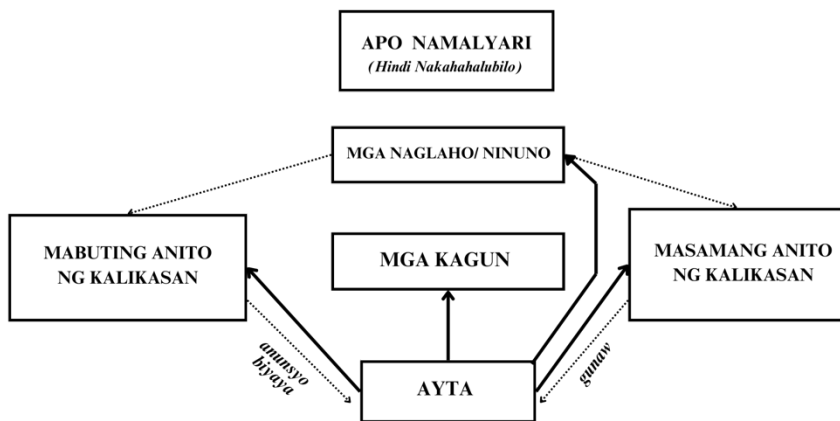 APO NAMALYARI
(Hindi Nakahahalubilo)
MGA NAGLAHO/ NINUNO
MABUTING ANITO
NG KALIKASAN
MGA KAGUN
MASAMANG ANITO
NG KALIKASAN
anunsyo
biyaya
gunaw
AYTA